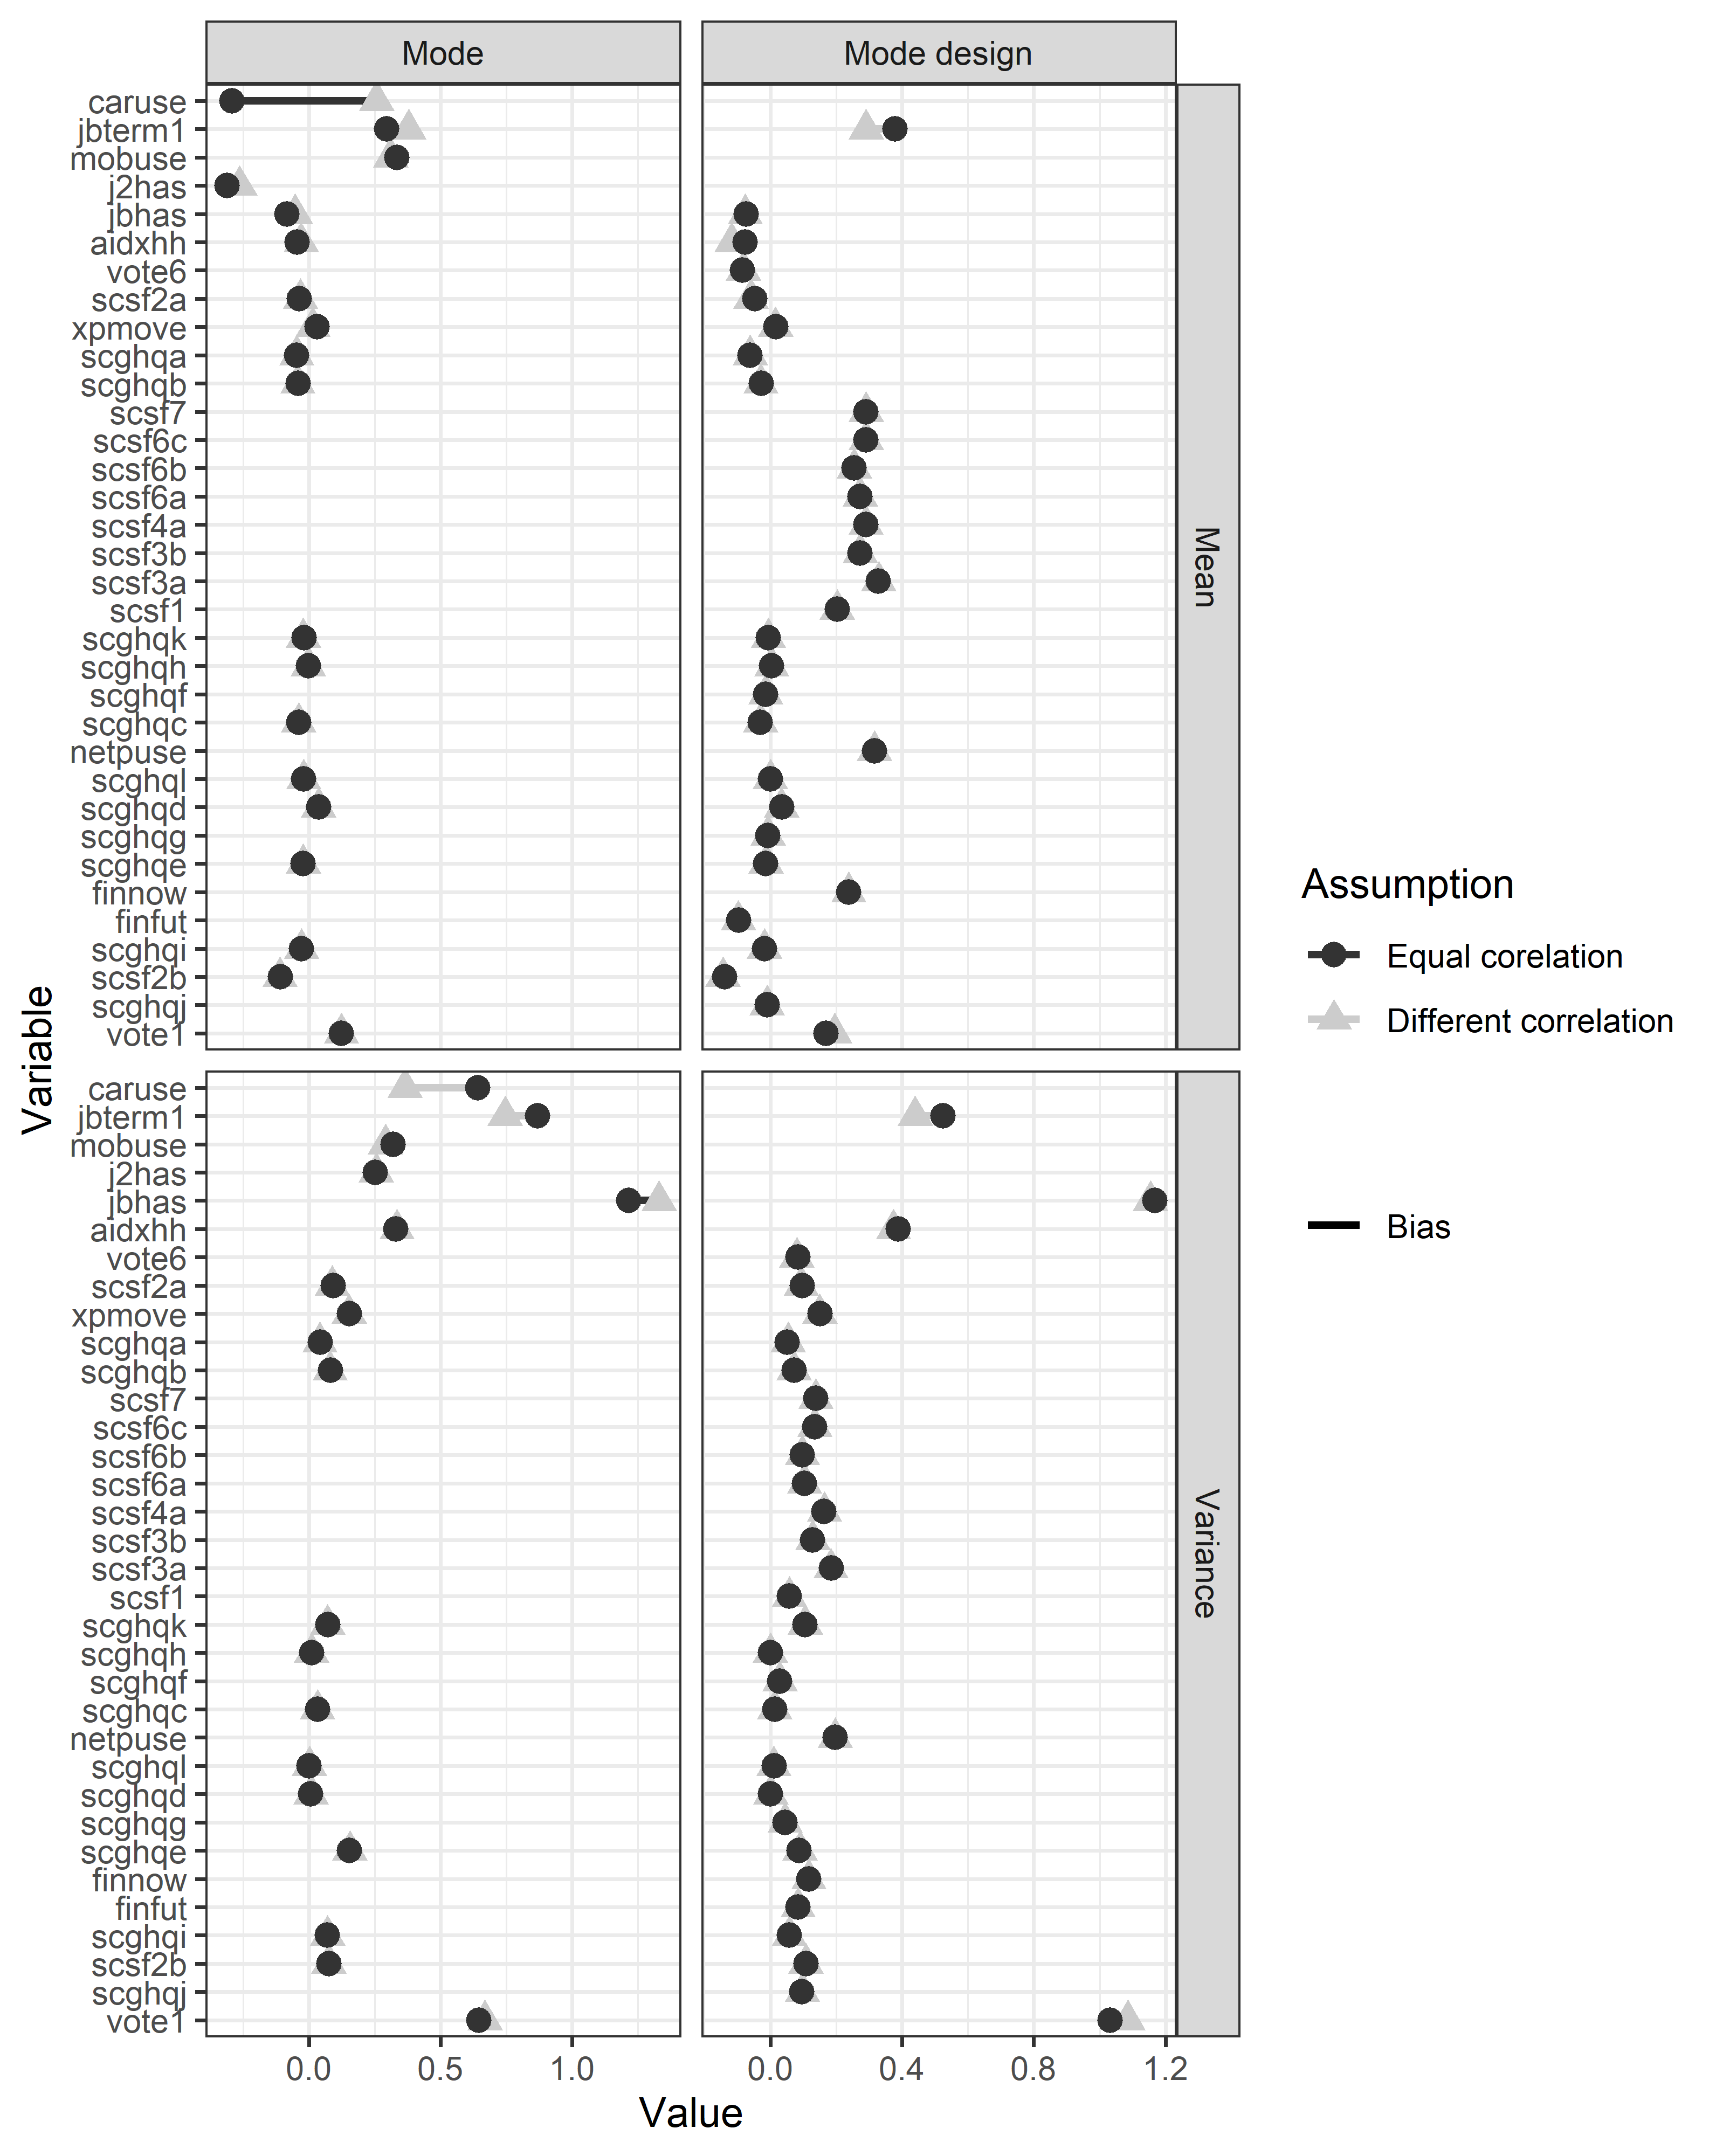 Mode
Mode design
caruse
jbterm1
mobuse
j2has
jbhas
aidxhh
vote6
scsf2a
xpmove
scghqa
scghqb
scsf7
scsf6c
scsf6b
scsf6a
scsf4a
scsf3b
scsf3a
scsf1
scghqk
scghqh
scghqf
scghqc
netpuse
scghql
scghqd
scghqg
scghqe
finnow
finfut
scghqi
scsf2b
scghqj
vote1
Mean
caruse
jbterm1
mobuse
j2has
jbhas
aidxhh
vote6
scsf2a
xpmove
scghqa
scghqb
scsf7
scsf6c
scsf6b
scsf6a
scsf4a
scsf3b
scsf3a
scsf1
scghqk
scghqh
scghqf
scghqc
netpuse
scghql
scghqd
scghqg
scghqe
finnow
finfut
scghqi
scsf2b
scghqj
vote1
Variance
0.0 0.5 1.0
0.0 0.4 0.8 1.2
Value
Variable
Assumption
Equal corelation
Different correlation
Bias